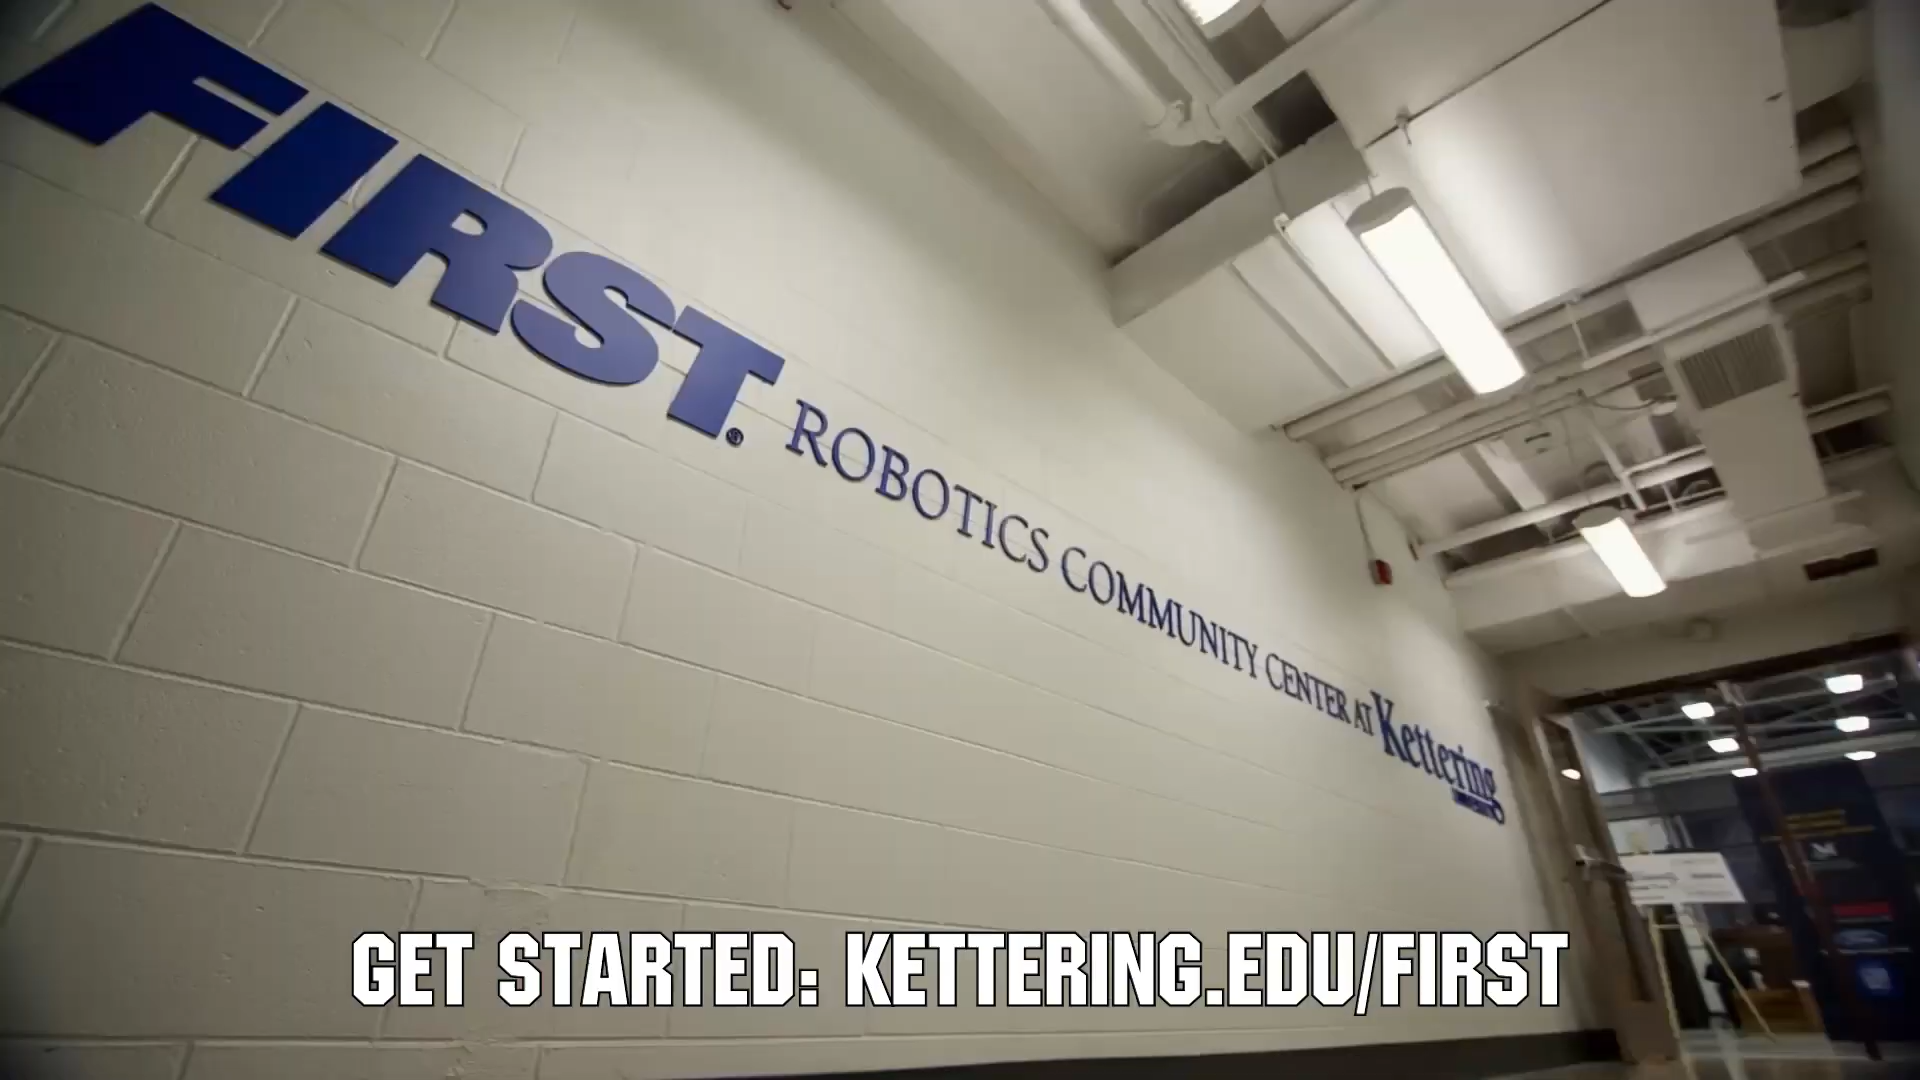 FIRST® ROBOTICS COMMUNITY CENTER AT Kettering
GET STARTED: KETTERING.EDU/FIRST